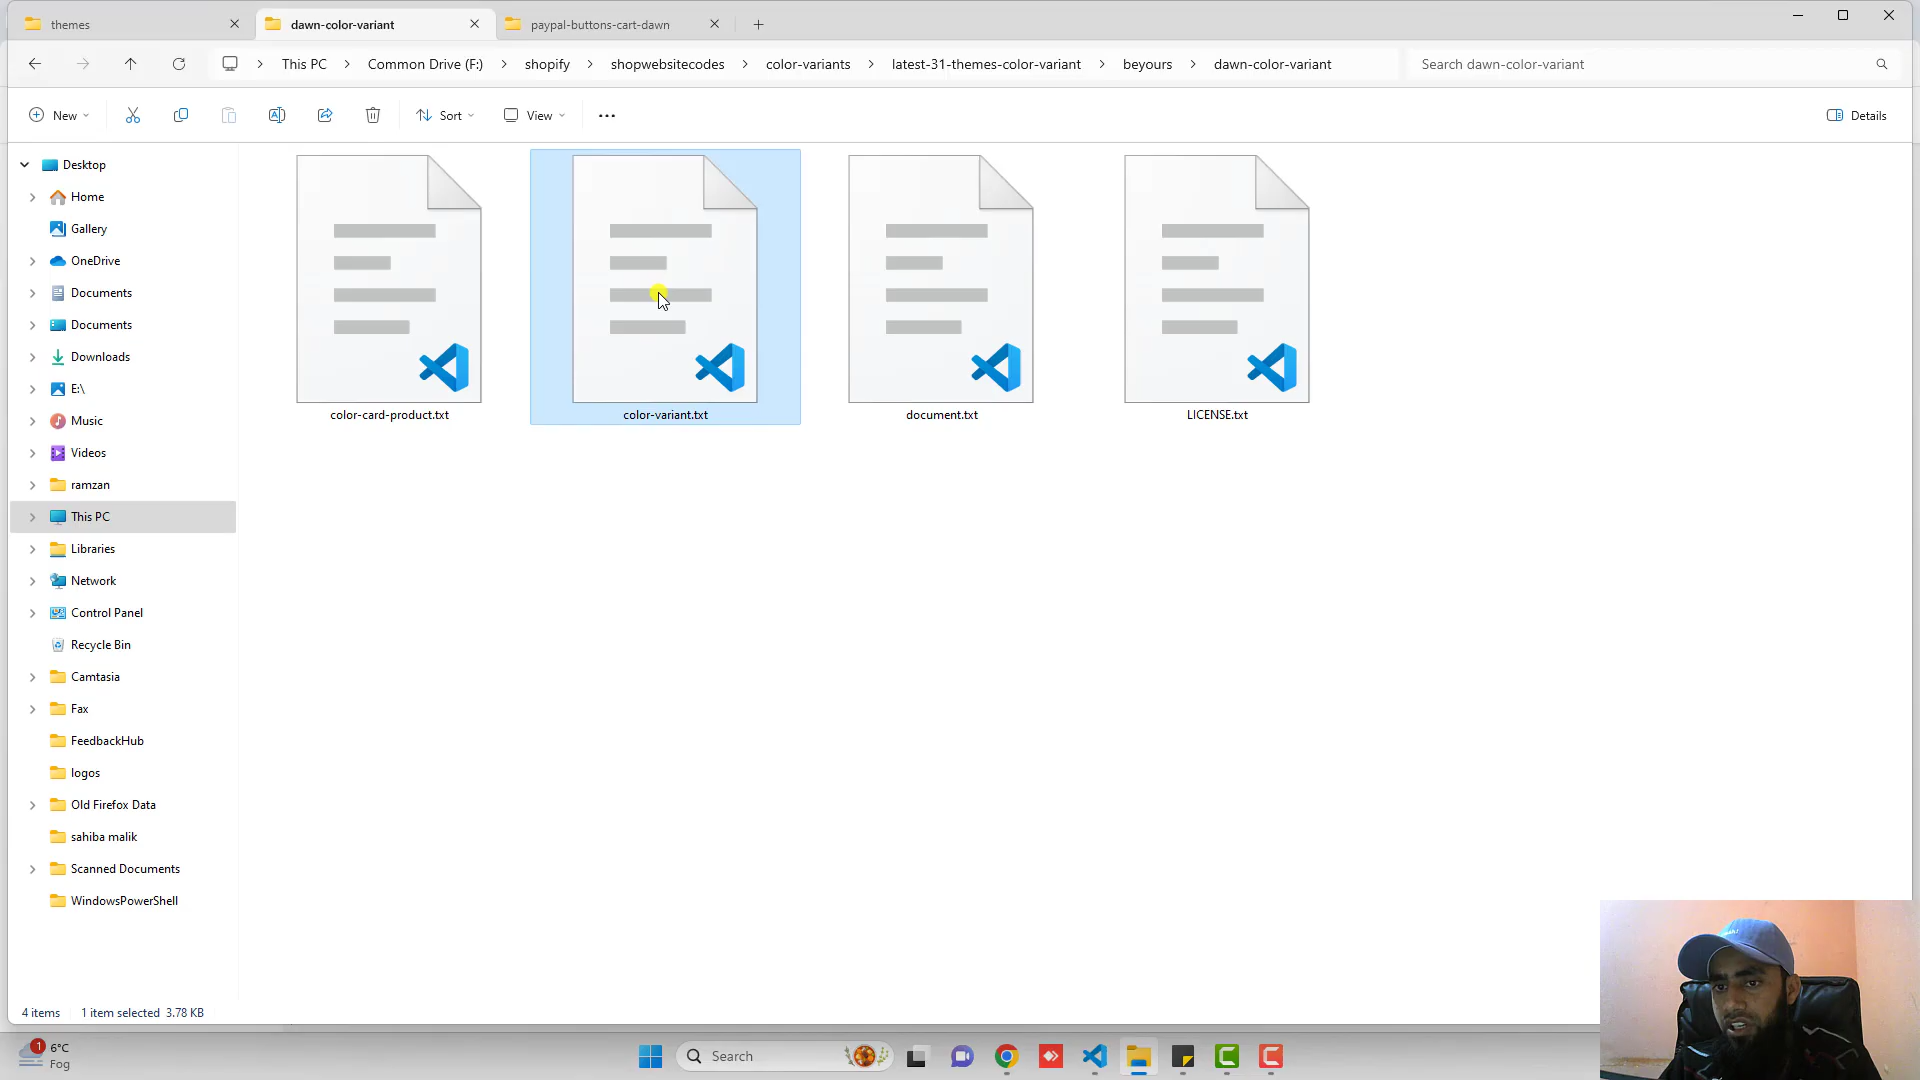 themes
dawn-color-variant
paypal-buttons-cart-dawn
This PC
Common Drive (F:)
shopify
shopwebsitecodes
color-variants
latest-31-themes-color-variant
beyours
dawn-color-variant
Search dawn-color-variant
New
Sort
View
Details
Desktop
Home
Gallery
OneDrive
Documents
Documents
Downloads
E:\
Music
Videos
ramzan
This PC
Libraries
Network
Control Panel
Recycle Bin
Camtasia
Fax
FeedbackHub
logos
Old Firefox Data
sahiba malik
Scanned Documents
WindowsPowerShell
color-card-product.txt
color-variant.txt
document.txt
LICENSE.txt
4 items
1 item selected 3.78 KB
1
6°C
Fog
Search